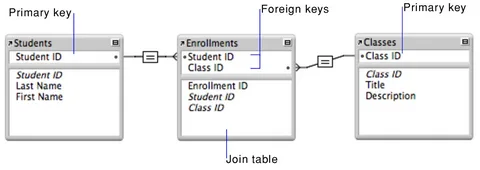 Primary key
Foreign keys
Primary key
Students
Student ID
Student ID
Last Name
First Name
Enrollments
Student ID
Class ID
Enrollment ID
Student ID
Class ID
Classes
Class ID
Class ID
Title
Description
Join table